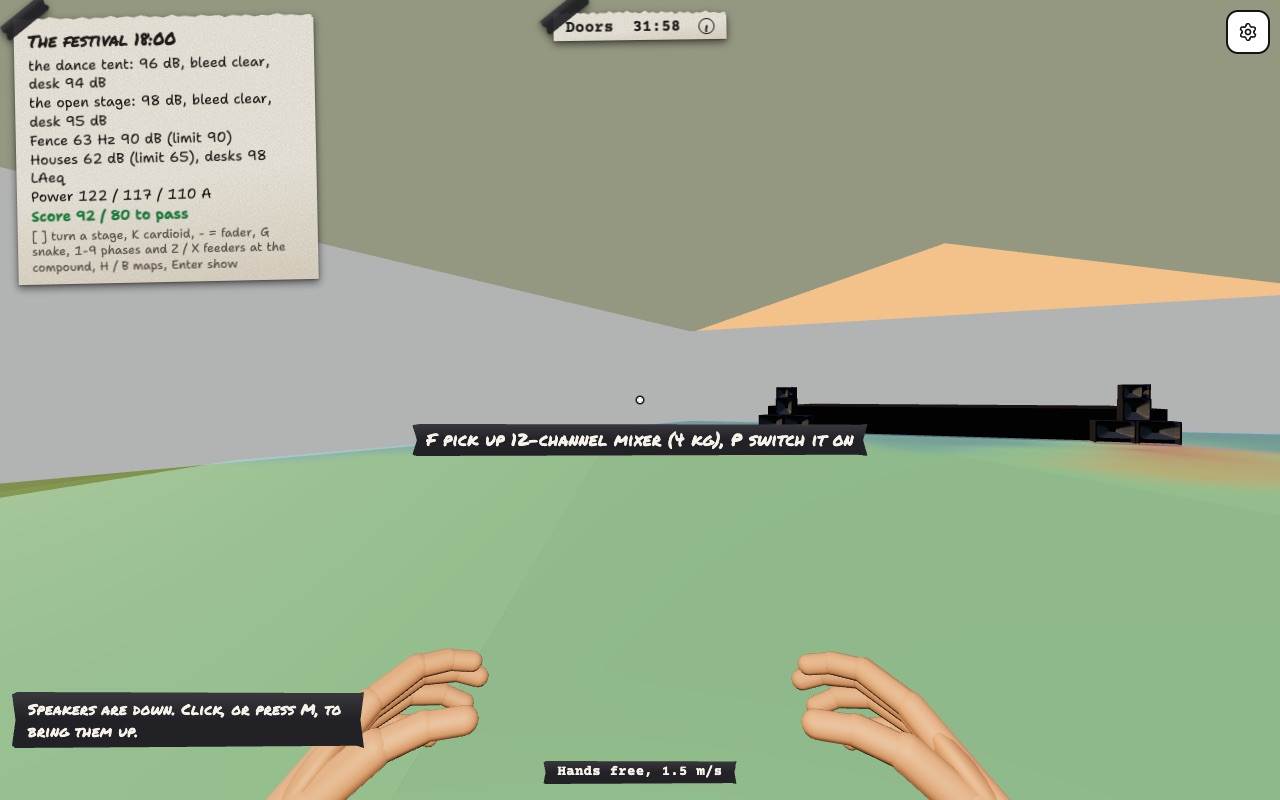 The festival 18:00
the dance tent: 96 dB, bleed clear,
desk 94 dB
the open stage: 98 dB, bleed clear,
desk 95 dB
Fence 63 Hz 90 dB (limit 90)
Houses 62 dB (limit 65), desks 98
LAeq
Power 122 / 117 / 110 A
Score 92 / 80 to pass
[ ] turn a stage, K cardioid, - = fader, G
snake, 1-9 phases and Z / X feeders at the
compound, H / B maps, Enter show
Doors 31:58
F pick up 12-channel mixer (4 kg), P switch it on
Speakers are down. Click, or press M, to
bring them up.
Hands free, 1.5 m/s